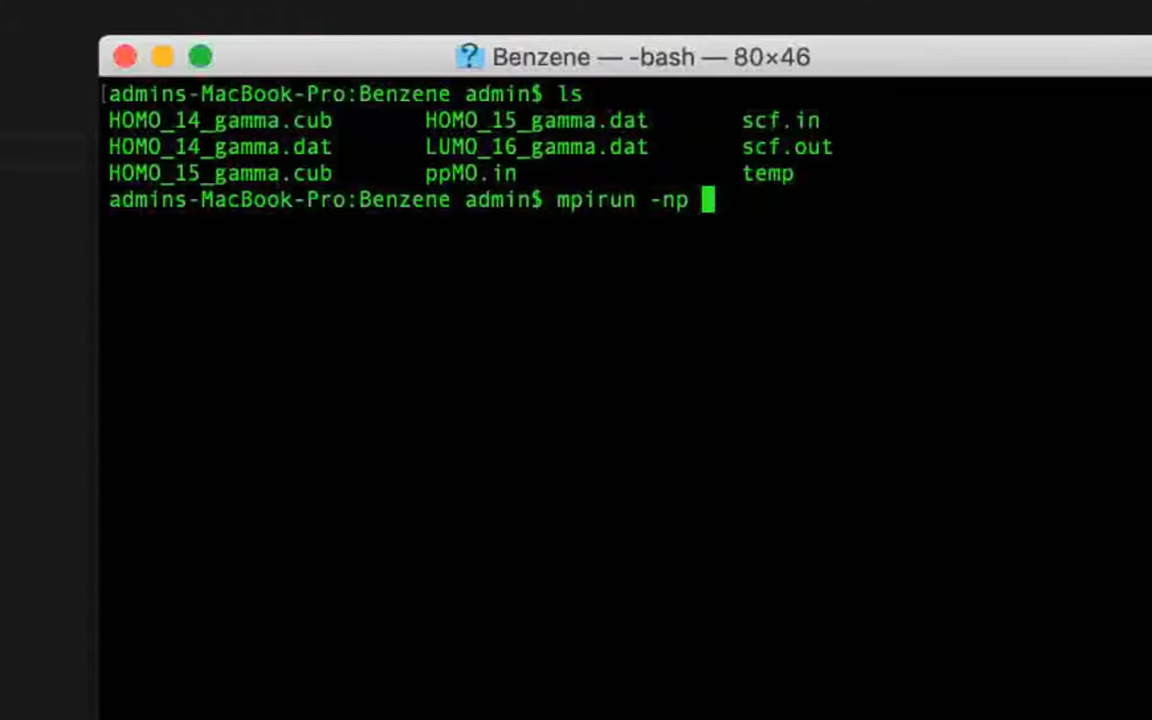 Benzene — -bash — 80×46
[admins-MacBook-Pro:Benzene admin$ ls
HOMO_14_gamma.cub HOMO_15_gamma.dat scf.in
HOMO_14_gamma.dat LUMO_16_gamma.dat scf.out
HOMO_15_gamma.cub ppMO.in temp
admins-MacBook-Pro:Benzene admin$ mpirun -np